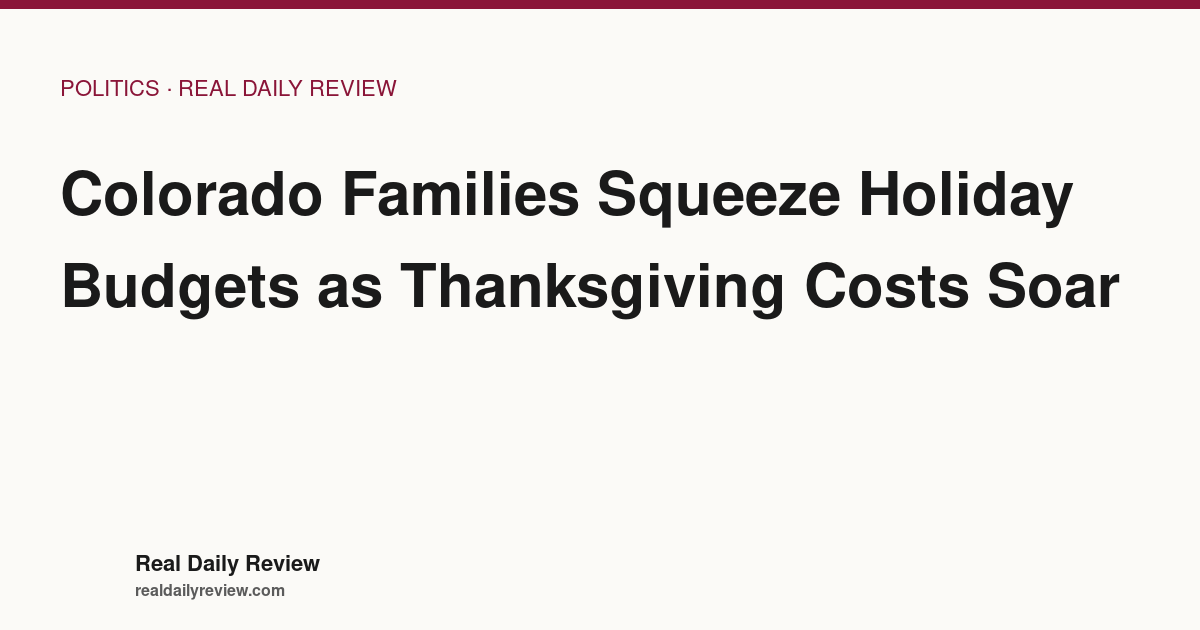 POLITICS · REAL DAILY REVIEW
Colorado Families Squeeze Holiday
Budgets as Thanksgiving Costs Soar
Real Daily Review
realdailyreview.com